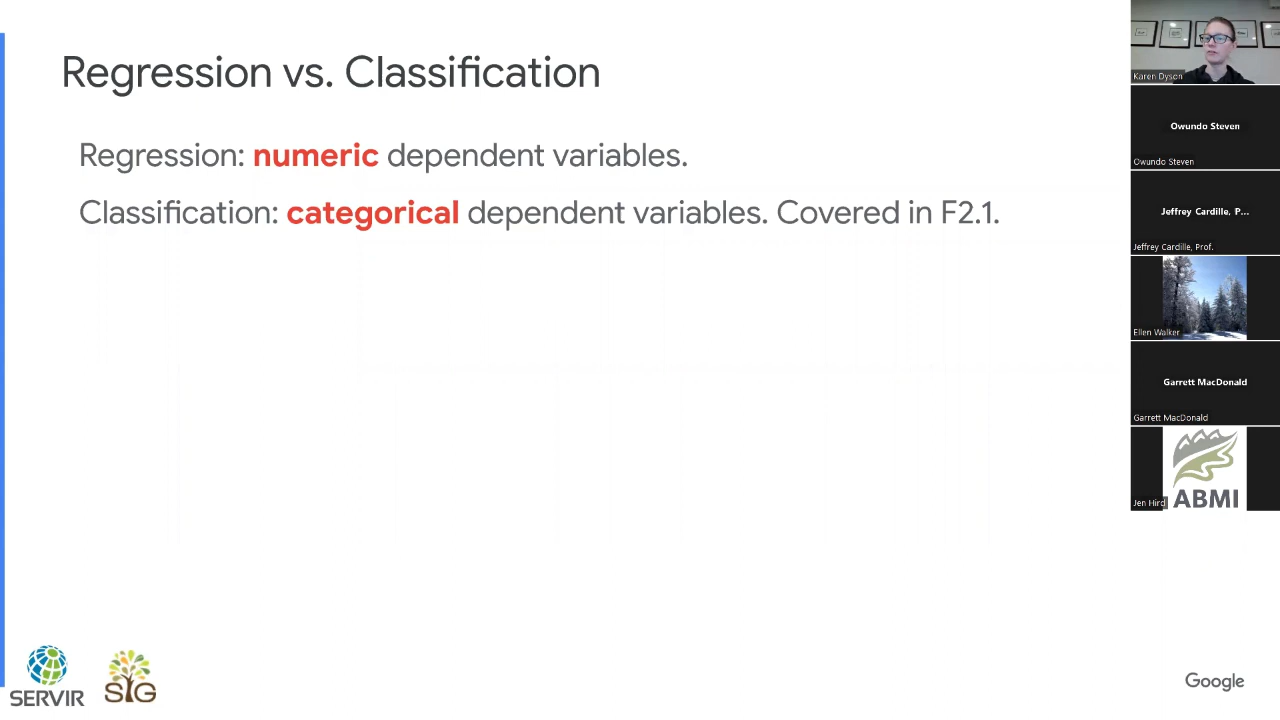 Regression vs. Classification
Regression: numeric dependent variables.
Classification: categorical dependent variables. Covered in F2.1.
Karen Dyson
Owundo Steven
Owundo Steven
Jeffrey Cardille, P...
Jeffrey Cardille, Prof.
Ellen Walker
Garrett MacDonald
Garrett MacDonald
ABMI
Jen Hird
SERVIR
SIG
Google